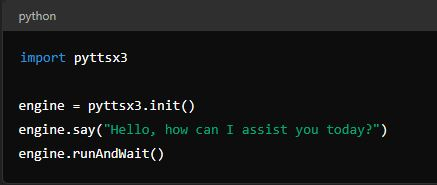 python
import pyttsx3
engine = pyttsx3.init()
engine.say("Hello, how can I assist you today?")
engine.runAndWait()